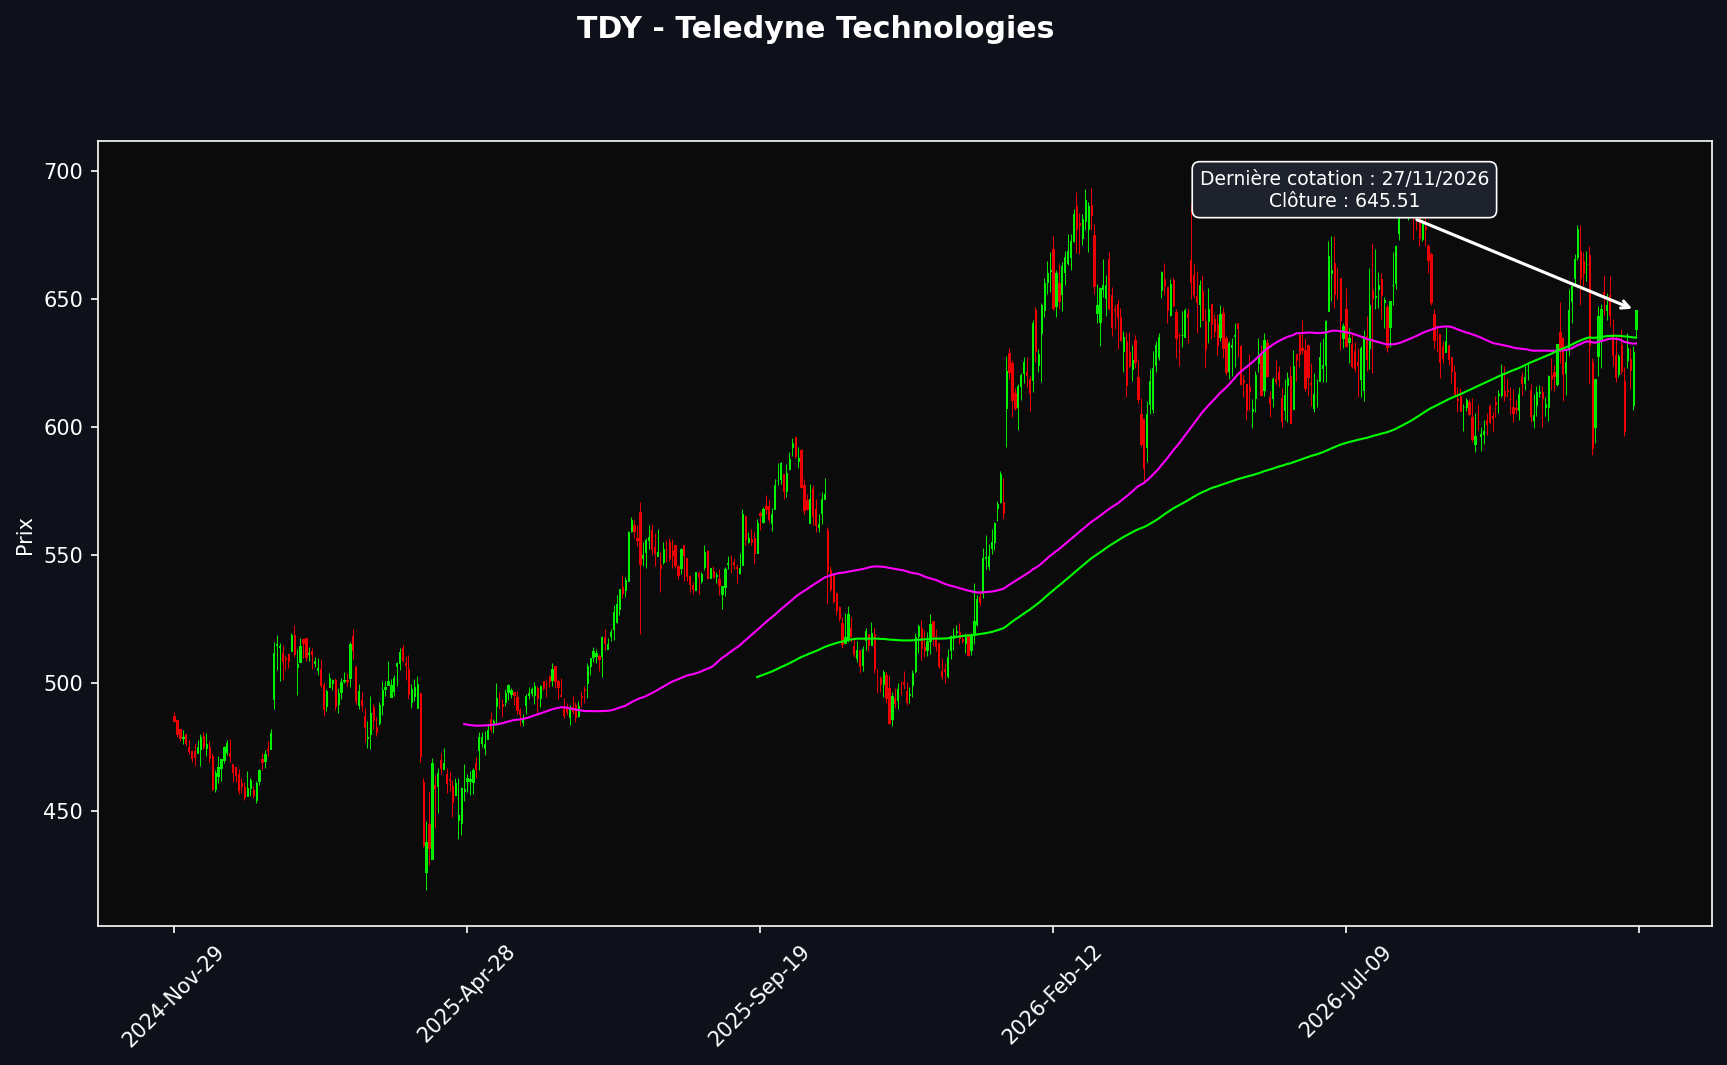 TDY - Teledyne Technologies
Dernière cotation : 27/11/2026
Clôture : 645.51
Prix
700
650
600
550
500
450
2024-Nov-29
2025-Apr-28
2025-Sep-19
2026-Feb-12
2026-Jul-09